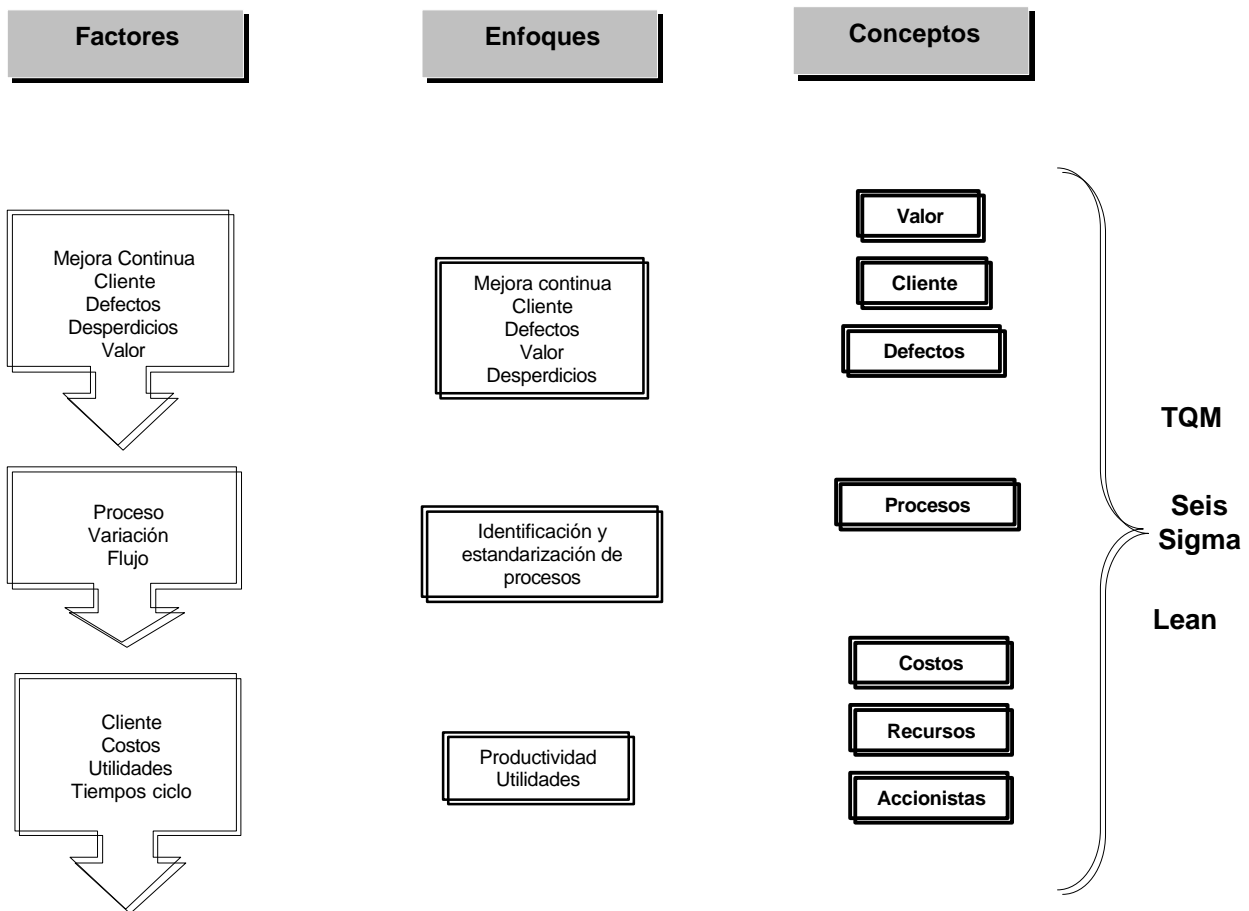 Factores
Enfoques
Conceptos
Mejora Continua
Cliente
Defectos
Desperdicios
Valor
Mejora continua
Cliente
Defectos
Valor
Desperdicios
Valor
Cliente
Defectos
Proceso
Variación
Flujo
Identificación y
estandarización de
procesos
Procesos
Cliente
Costos
Utilidades
Tiempos ciclo
Productividad
Utilidades
Costos
Recursos
Accionistas
TQM
Seis
Sigma
Lean